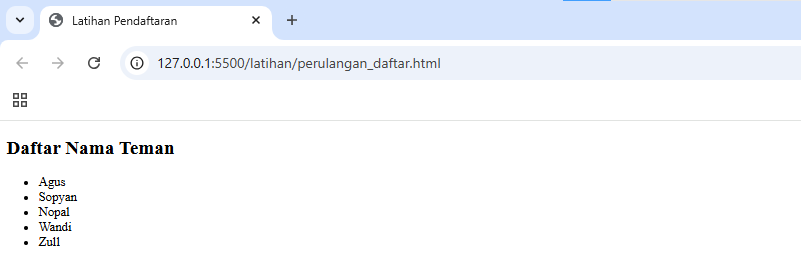 Latihan Pendaftaran
127.0.0.1:5500/latihan/perulangan_daftar.html
Daftar Nama Teman
Agus
Sopyan
Nopal
Wandi
Zull